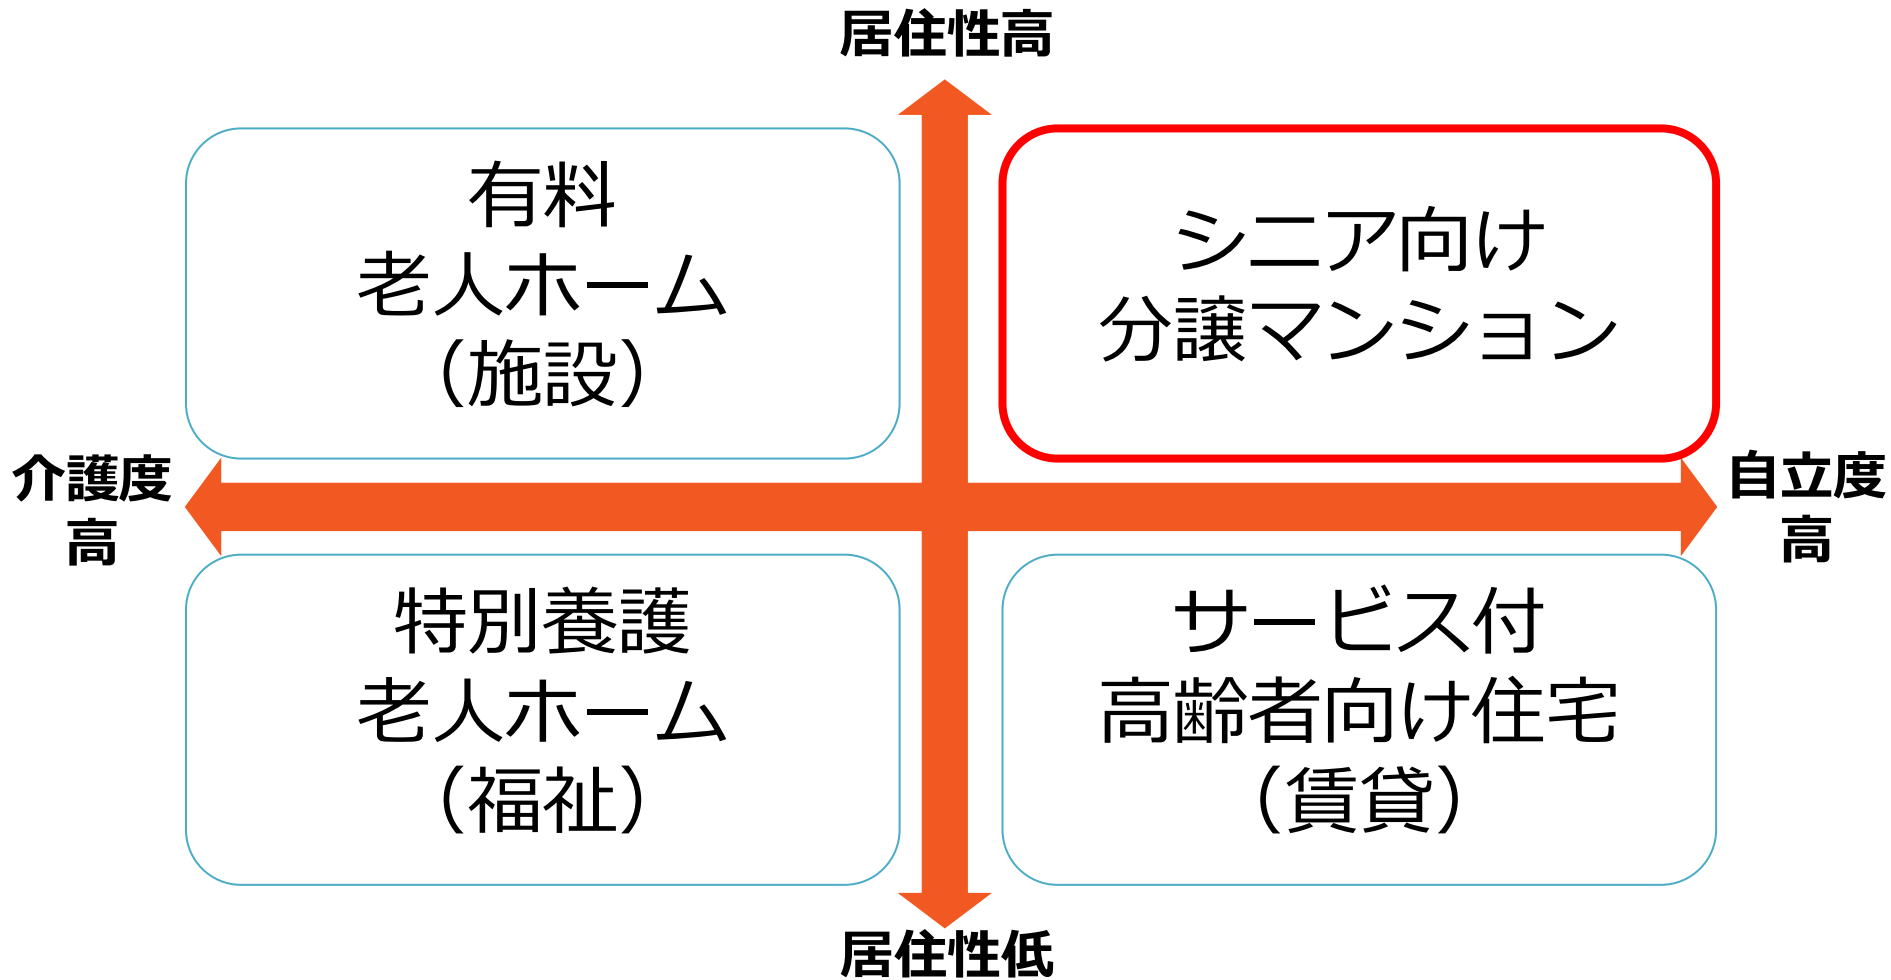 居住性高
有料
老人ホーム
（施設）
シニア向け
分譲マンション
介護度
高
自立度
高
特別養護
老人ホーム
（福祉）
サービス付
高齢者向け住宅
（賃貸）
居住性低